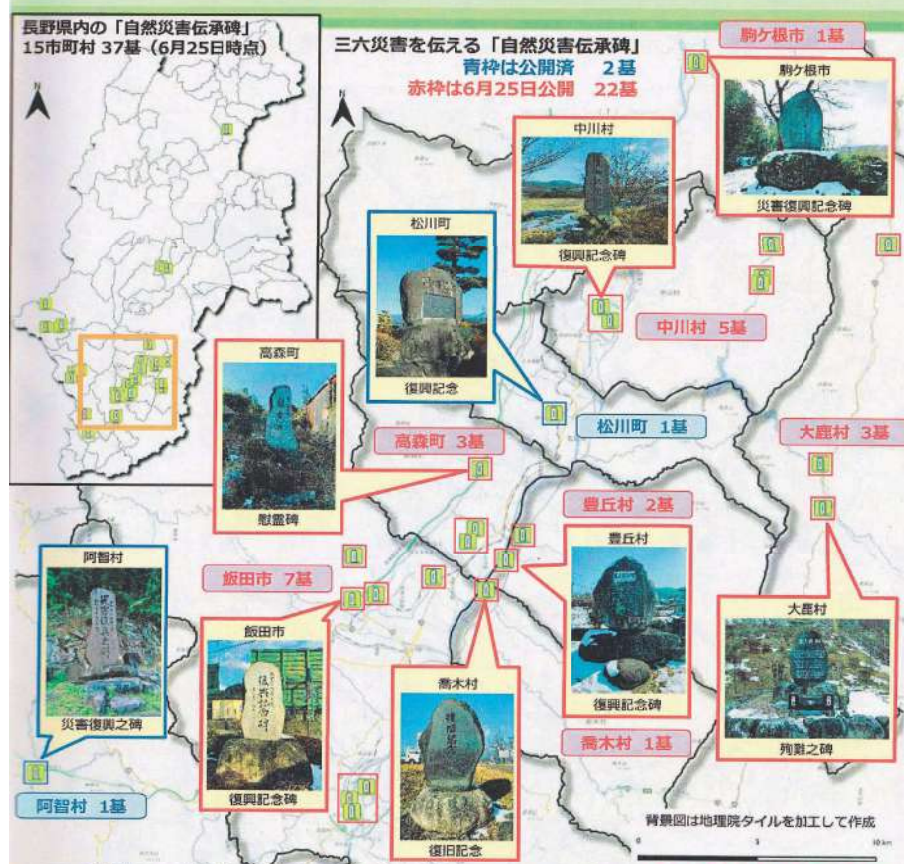 長野県内の「自然災害伝承碑」
15市町村 37基（6月25日時点）
三六災害を伝える「自然災害伝承碑」
青枠は公開済 2基
赤枠は6月25日公開 22基
駒ケ根市 1基
駒ケ根市
災害復興記念碑
中川村
復興記念碑
中川村 5基
松川町
復興記念
松川町 1基
高森町
慰霊碑
高森町 3基
大鹿村 3基
豊丘村 2基
豊丘村
復興記念碑
阿智村
災害復興之碑
阿智村 1基
飯田市 7基
飯田市
復興記念碑
喬木村
復旧記念
喬木村 1基
大鹿村
殉難之碑
背景図は地理院タイルを加工して作成
0 5 10 km